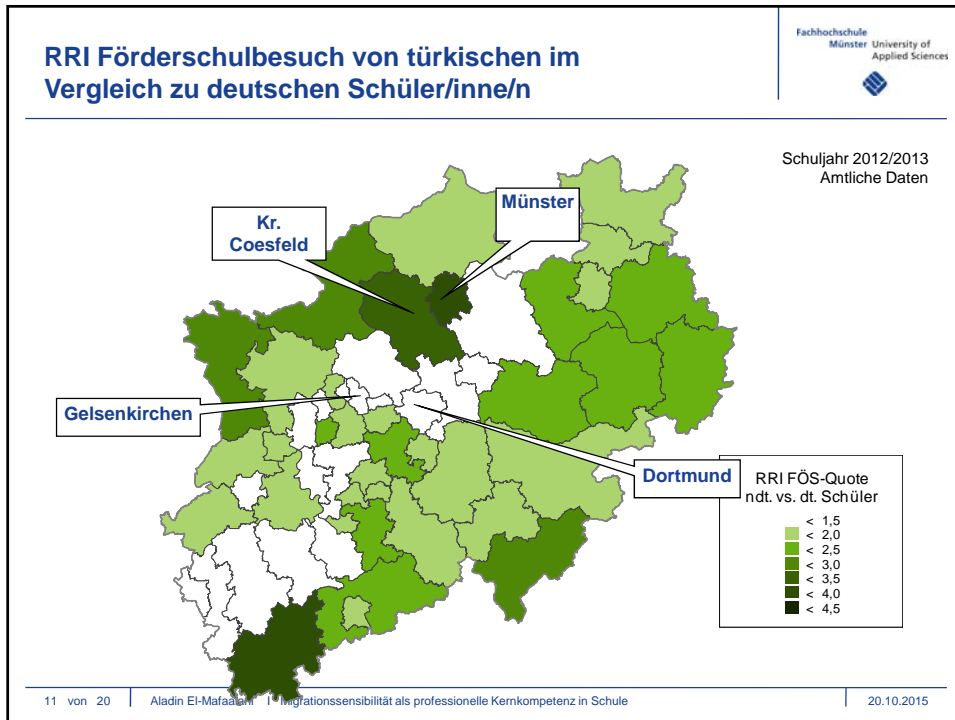 RRI Förderschulbesuch von türkischen im
Vergleich zu deutschen Schüler/inne/n
Fachhochschule
Münster University of
Applied Sciences
Schuljahr 2012/2013
Amtliche Daten
Münster
Kr.
Coesfeld
Gelsenkirchen
Dortmund
RRI FÖS-Quote
ndt. vs. dt. Schüler
< 1,5
< 2,0
< 2,5
< 3,0
< 3,5
< 4,0
< 4,5
11 von 20 Aladin El-Mafaalani I Migrationssensibilität als professionelle Kernkompetenz in Schule 20.10.2015